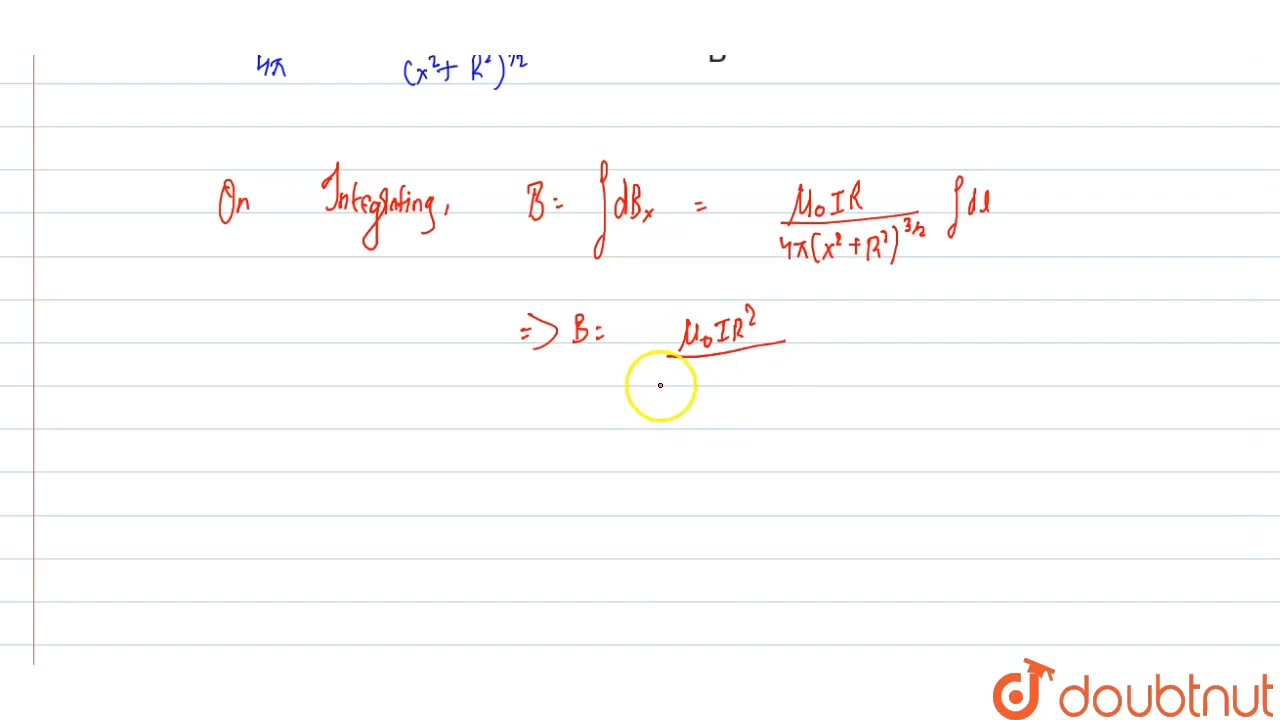 4π (x²+ R²)^1/2
On Integrating, B = ∫dBₓ = μ₀IR / 4π(x²+R²)^3/2 ∫dl
=> B = μ₀IR²
doubtnut